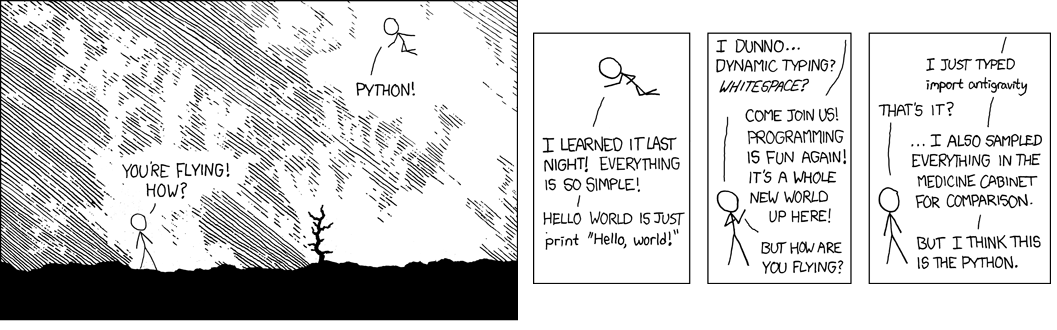 YOU'RE FLYING!
HOW?
PYTHON!
I LEARNED IT LAST
NIGHT! EVERYTHING
IS SO SIMPLE!
HELLO WORLD IS JUST
print "Hello, world!"
I DUNNO...
DYNAMIC TYPING?
WHITESPACE?
COME JOIN US!
PROGRAMMING
IS FUN AGAIN!
IT'S A WHOLE
NEW WORLD
UP HERE!
BUT HOW ARE
YOU FLYING?
I JUST TYPED
import antigravity
THAT'S IT?
...I ALSO SAMPLED
EVERYTHING IN THE
MEDICINE CABINET
FOR COMPARISON.
BUT I THINK THIS
IS THE PYTHON.